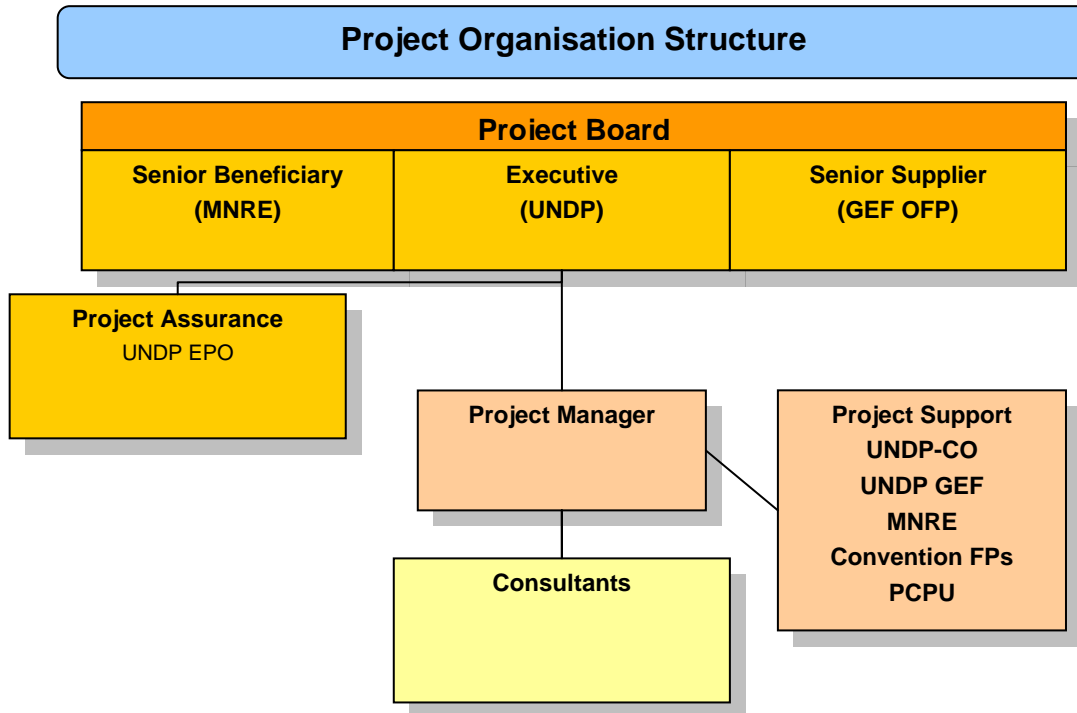 Project Organisation Structure
Project Board
Senior Beneficiary
(MNRE)
Executive
(UNDP)
Senior Supplier
(GEF OFP)
Project Assurance
UNDP EPO
Project Manager
Project Support
UNDP-CO
UNDP GEF
MNRE
Convention FPs
PCPU
Consultants